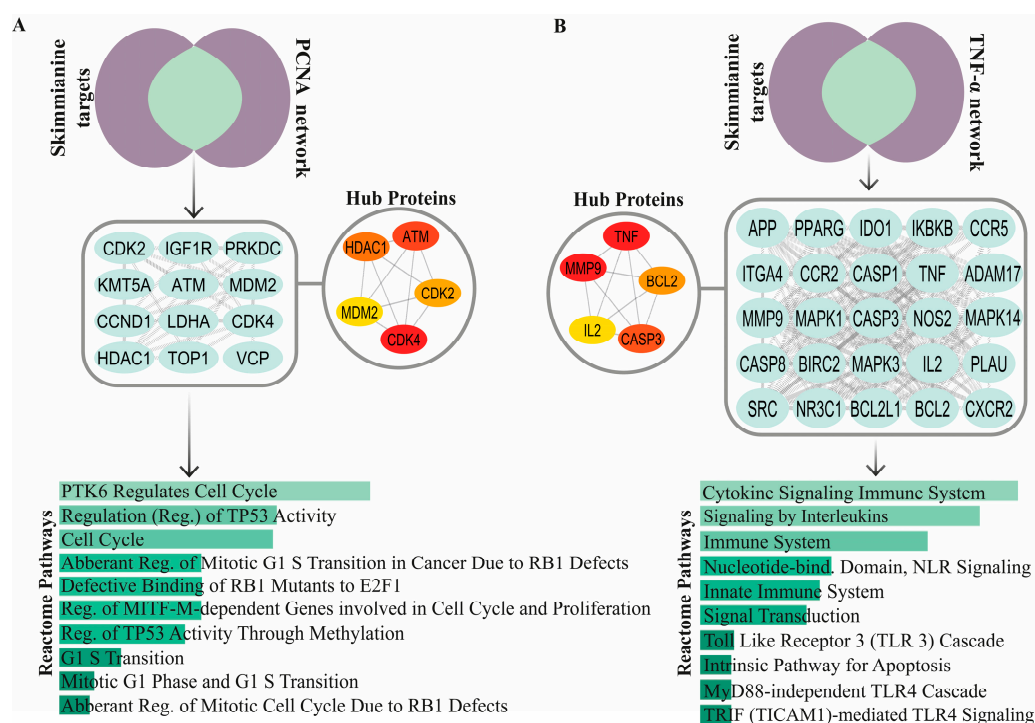 A
Skimmianine
targets
PCNA network
Hub Proteins
CDK2 IGF1R PRKDC
KMT5A ATM MDM2
CCND1 LDHA CDK4
HDAC1 TOP1 VCP
HDAC1 ATM
CDK2
MDM2
CDK4
Reactome Pathways
PTK6 Regulates Cell Cycle
Regulation (Reg.) of TP53 Activity
Cell Cycle
Abberant Reg. of Mitotic G1 S Transition in Cancer Due to RB1 Defects
Defective Binding of RB1 Mutants to E2F1
Reg. of MITF-M-dependent Genes involved in Cell Cycle and Proliferation
Reg. of TP53 Activity Through Methylation
G1 S Transition
Mitotic G1 Phase and G1 S Transition
Abberant Reg. of Mitotic Cell Cycle Due to RB1 Defects
B
Skimmianine
targets
TNF-α network
Hub Proteins
TNF
MMP9
BCL2
IL2
CASP3
APP PPARG IDO1 IKBKB CCR5
ITGA4 CCR2 CASP1 TNF ADAM17
MMP9 MAPK1 CASP3 NOS2 MAPK14
CASP8 BIRC2 MAPK3 IL2 PLAU
SRC NR3C1 BCL2L1 BCL2 CXCR2
Reactome Pathways
Cytokine Signaling Immune System
Signaling by Interleukins
Immune System
Nucleotide-bind. Domain, NLR Signaling
Innate Immune System
Signal Transduction
Toll Like Receptor 3 (TLR 3) Cascade
Intrinsic Pathway for Apoptosis
MyD88-independent TLR4 Cascade
TRIF (TICAM1)-mediated TLR4 Signaling